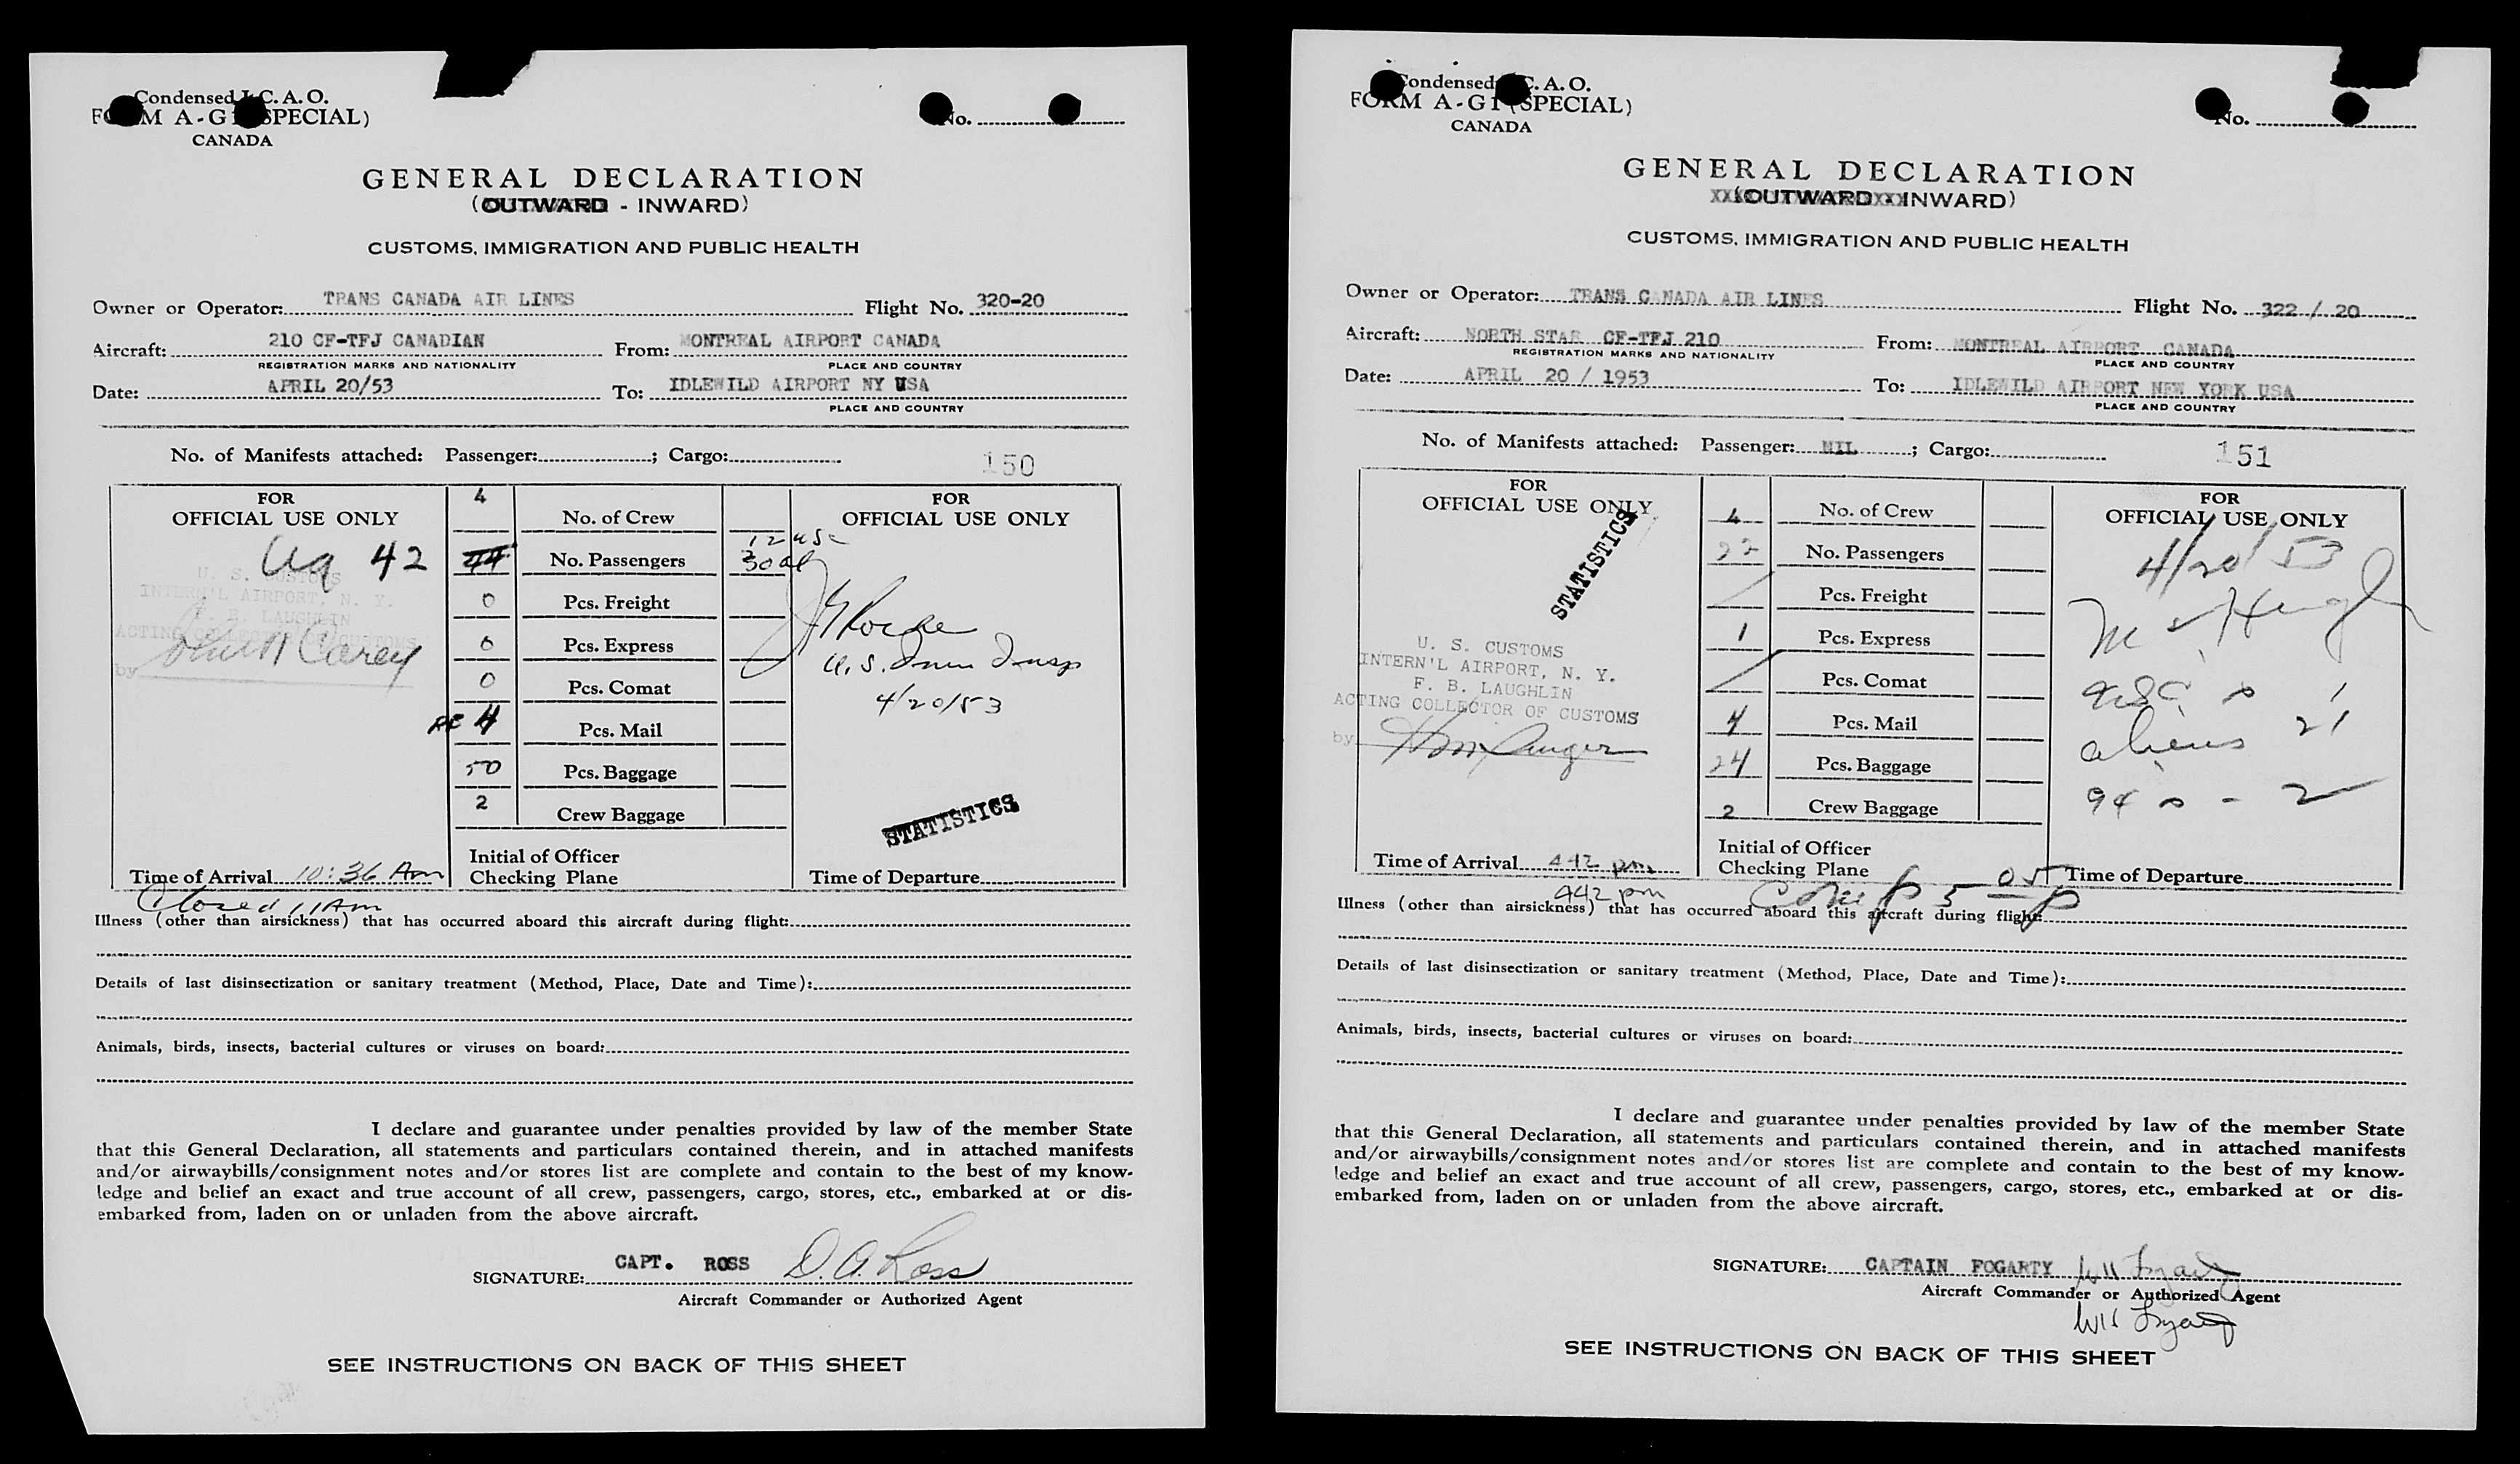 Condensed I.C.A.O.
FORM A-G1 (SPECIAL)
CANADA
No.
GENERAL DECLARATION
(OUTWARD - INWARD)
CUSTOMS, IMMIGRATION AND PUBLIC HEALTH
Owner or Operator: TRANS CANADA AIR LINES Flight No. 320-20
Aircraft: 210 CF-TFJ CANADIAN From: MONTREAL AIRPORT CANADA
REGISTRATION MARKS AND NATIONALITY PLACE AND COUNTRY
Date: APRIL 20/53 To: IDLEWILD AIRPORT NY USA
PLACE AND COUNTRY
No. of Manifests attached: Passenger: ; Cargo: 150
FOR OFFICIAL USE ONLY
42
U. S. CUSTOMS
INTERN'L AIRPORT, N. Y.
F. B. LAUGHLIN
ACTING COLLECTOR OF CUSTOMS
by Carey
Time of Arrival 10:36 Am
Closed 11 Am
4 No. of Crew
44 No. Passengers 12 usc 30 al
0 Pcs. Freight
0 Pcs. Express
0 Pcs. Comat
4 Pcs. Mail
50 Pcs. Baggage
2 Crew Baggage
Initial of Officer
Checking Plane
FOR
OFFICIAL USE ONLY
U.S. Imm Insp
4/20/53
STATISTICS
Time of Departure
Illness (other than airsickness) that has occurred aboard this aircraft during flight:
Details of last disinsectization or sanitary treatment (Method, Place, Date and Time):
Animals, birds, insects, bacterial cultures or viruses on board:
I declare and guarantee under penalties provided by law of the member State
that this General Declaration, all statements and particulars contained therein, and in attached manifests
and/or airwaybills/consignment notes and/or stores list are complete and contain to the best of my know-
ledge and belief an exact and true account of all crew, passengers, cargo, stores, etc., embarked at or dis-
embarked from, laden on or unladen from the above aircraft.
SIGNATURE: CAPT. ROSS D.A. Ross
Aircraft Commander or Authorized Agent
SEE INSTRUCTIONS ON BACK OF THIS SHEET
Condensed I.C.A.O.
FORM A-G1 (SPECIAL)
CANADA
No.
GENERAL DECLARATION
(OUTWARD - INWARD)
CUSTOMS, IMMIGRATION AND PUBLIC HEALTH
Owner or Operator: TRANS CANADA AIR LINES Flight No. 322 / 20
Aircraft: NORTH STAR CF-TFJ 210 From: MONTREAL AIRPORT CANADA
REGISTRATION MARKS AND NATIONALITY PLACE AND COUNTRY
Date: APRIL 20 / 1953 To: IDLEWILD AIRPORT NEW YORK USA
PLACE AND COUNTRY
No. of Manifests attached: Passenger: NIL ; Cargo: 151
FOR
OFFICIAL USE ONLY
STATISTICS
U. S. CUSTOMS
INTERN'L AIRPORT, N. Y.
F. B. LAUGHLIN
ACTING COLLECTOR OF CUSTOMS
by
Time of Arrival 442 pm
442 pm
4 No. of Crew
22 No. Passengers
/ Pcs. Freight
1 Pcs. Express
/ Pcs. Comat
4 Pcs. Mail
24 Pcs. Baggage
2 Crew Baggage
Initial of Officer
Checking Plane
5 05 p
FOR
OFFICIAL USE ONLY
4/20/53
usc s 1
aliens 21
94 s - 2
Time of Departure
Illness (other than airsickness) that has occurred aboard this aircraft during flight:
Details of last disinsectization or sanitary treatment (Method, Place, Date and Time):
Animals, birds, insects, bacterial cultures or viruses on board:
I declare and guarantee under penalties provided by law of the member State
that this General Declaration, all statements and particulars contained therein, and in attached manifests
and/or airwaybills/consignment notes and/or stores list are complete and contain to the best of my know-
ledge and belief an exact and true account of all crew, passengers, cargo, stores, etc., embarked at or dis-
embarked from, laden on or unladen from the above aircraft.
SIGNATURE: CAPTAIN FOGARTY
Aircraft Commander or Authorized Agent
SEE INSTRUCTIONS ON BACK OF THIS SHEET